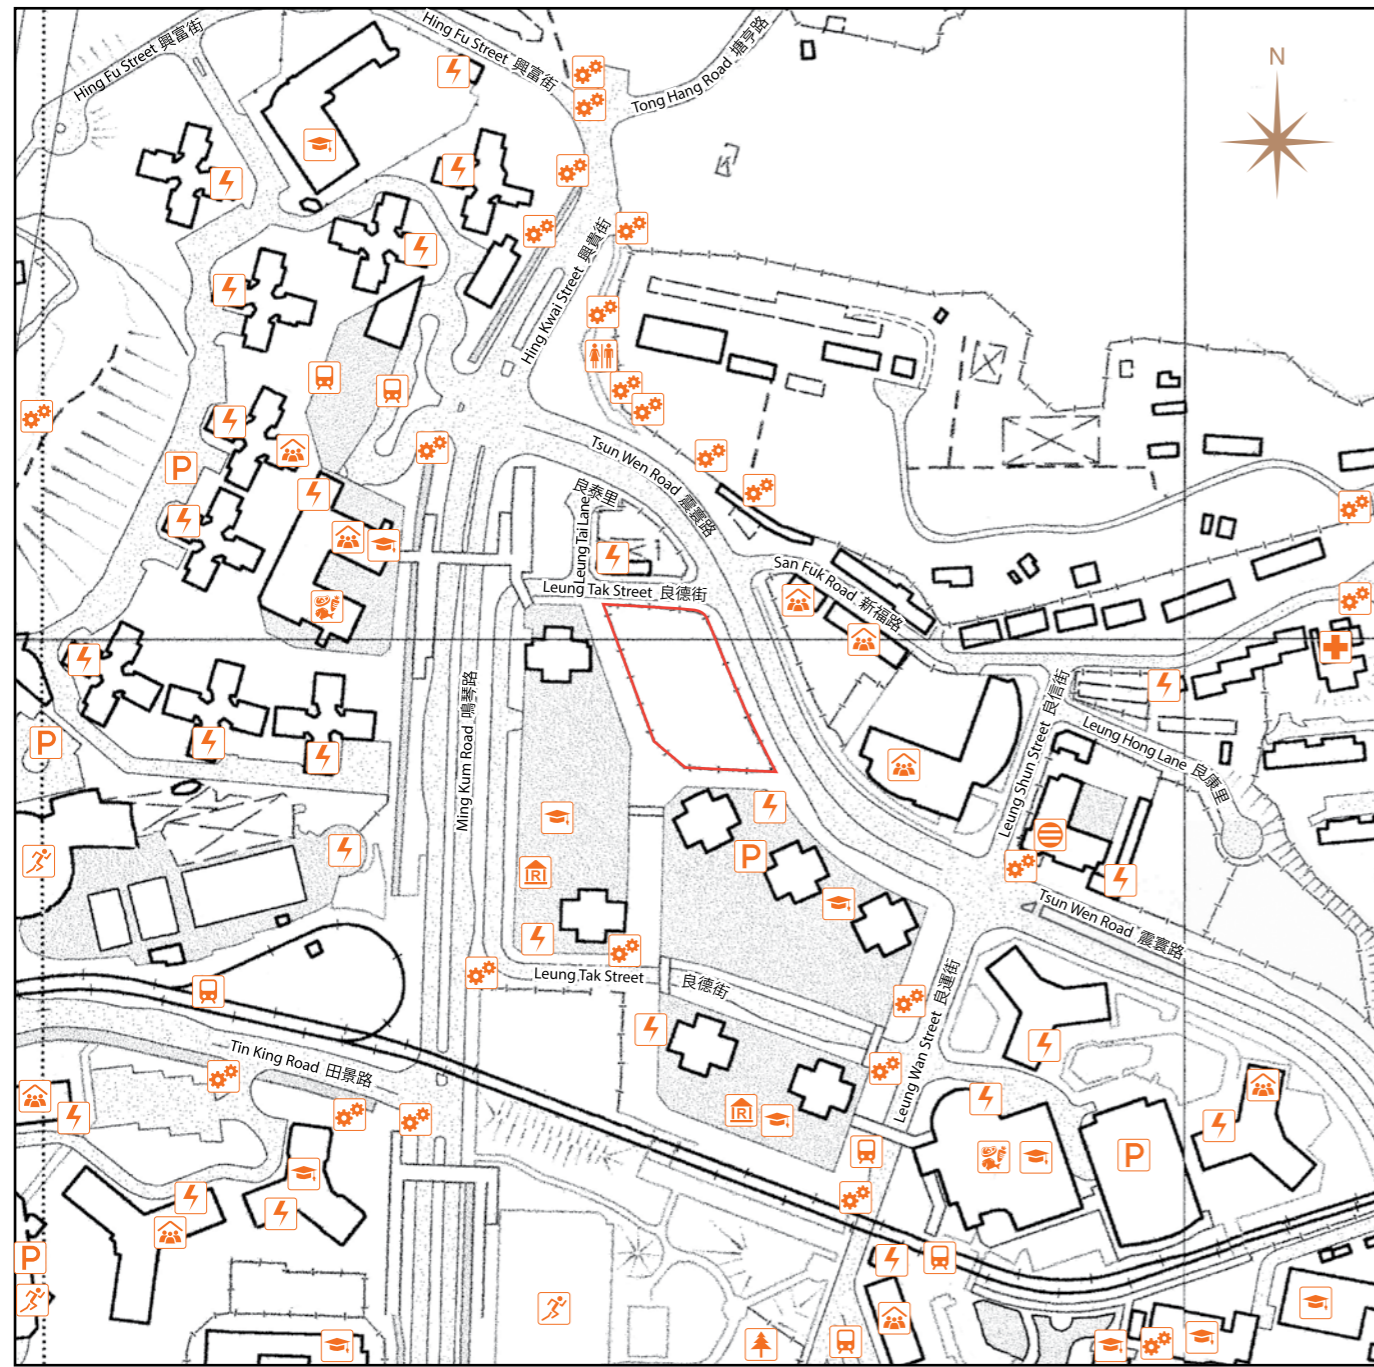 Hing Fu Street 興富街
Hing Fu Street 興富街
Tong Hang Road 塘亨路
N
Hing Kwai Street 興貴街
Tsun Wen Road 震寰路
良泰里
Leung Tai Lane
San Fuk Road 新福路
Leung Tak Street 良德街
Ming Kum Road 鳴琴路
Leung Shun Street 良信街
Leung Hong Lane 良康里
P
P
P
Tsun Wen Road 震寰路
Leung Tak Street 良德街
Leung Wan Street 良運街
Tin King Road 田景路
R
R
P
P